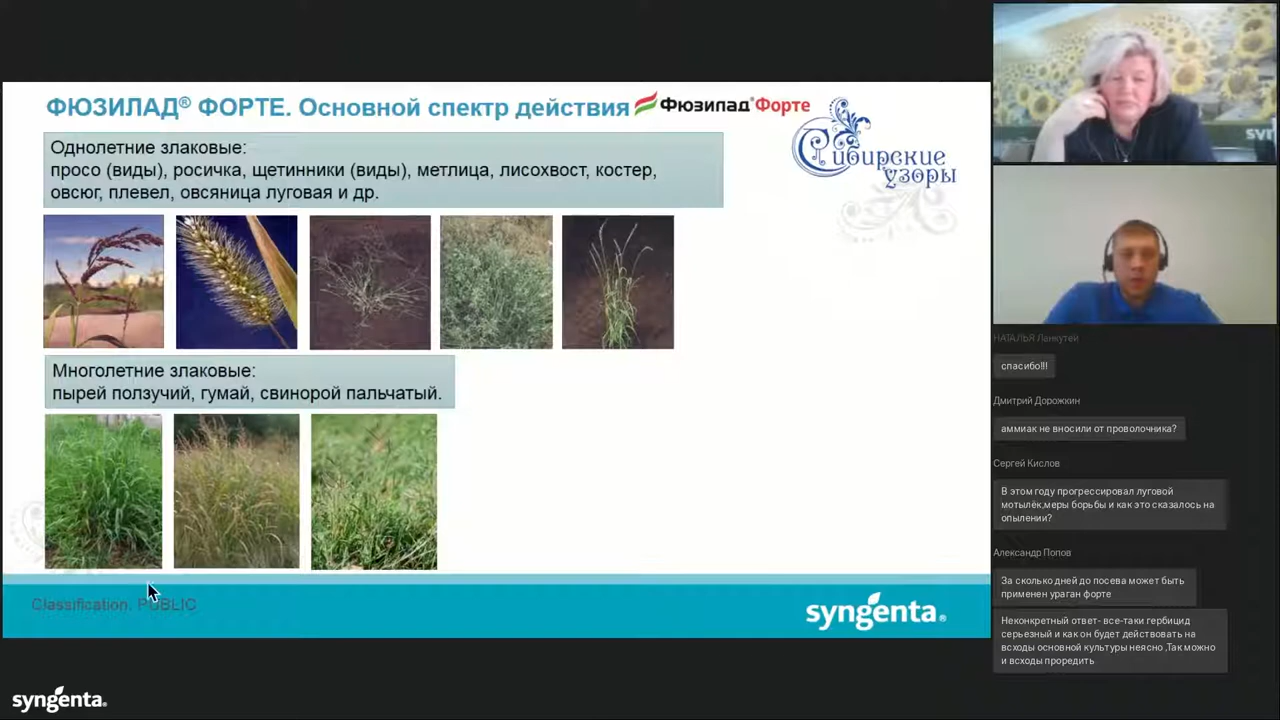 ФЮЗИЛАД® ФОРТЕ. Основной спектр действия
Фюзилад®Форте
Сибирские
узоры
Однолетние злаковые:
просо (виды), росичка, щетинники (виды), метлица, лисохвост, костер,
овсюг, плевел, овсяница луговая и др.
Многолетние злаковые:
пырей ползучий, гумай, свинорой пальчатый.
Classification: PUBLIC
syngenta®
syngenta.
syn
НАТАЛЬЯ Ланкутей
спасибо!!!
Дмитрий Дорожкин
аммиак не вносили от проволочника?
Сергей Кислов
В этом году прогрессировал луговой
мотылёк,меры борьбы и как это сказалось на
опылении?
Александр Попов
За сколько дней до посева может быть
применен ураган форте
Неконкретный ответ- все-таки гербицид
серьезный и как он будет действовать на
всходы основной культуры неясно ,Так можно
и всходы проредить